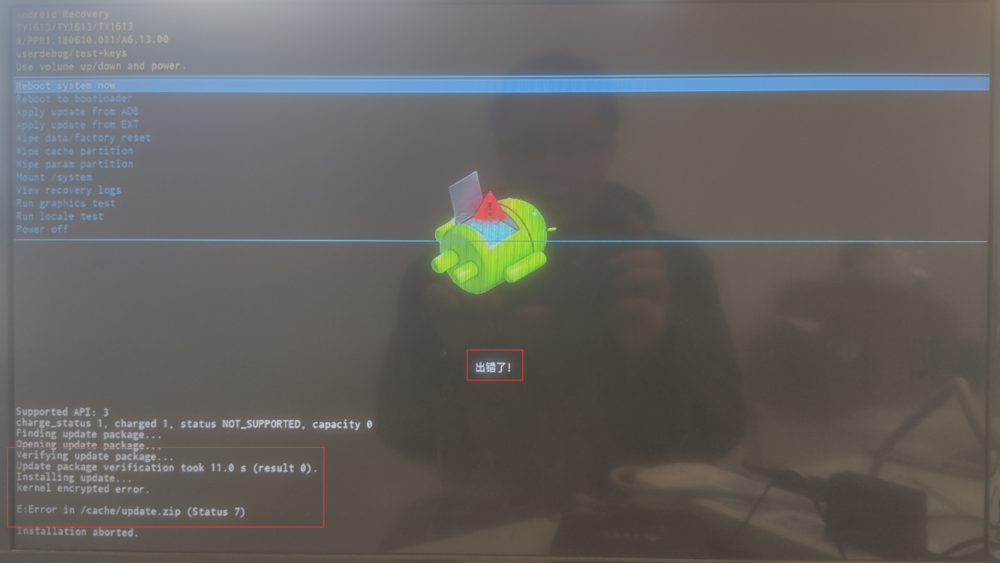 Android Recovery
TY1613/TY1613/TY1613
9/PPR1.180610.011/A6.13.00
userdebug/test-keys
Use volume up/down and power.
Reboot system now
Reboot to bootloader
Apply update from ADB
Apply update from EXT
Wipe data/factory reset
Wipe cache partition
Wipe param partition
Mount /system
View recovery logs
Run graphics test
Run locale test
Power off
出错了!
Supported API: 3
charge_status 1, charged 1, status NOT_SUPPORTED, capacity 0
Finding update package...
Opening update package...
Verifying update package...
Update package verification took 11.0 s (result 0).
Installing update...
kernel encrypted error.
E:Error in /cache/update.zip (Status 7)
Installation aborted.